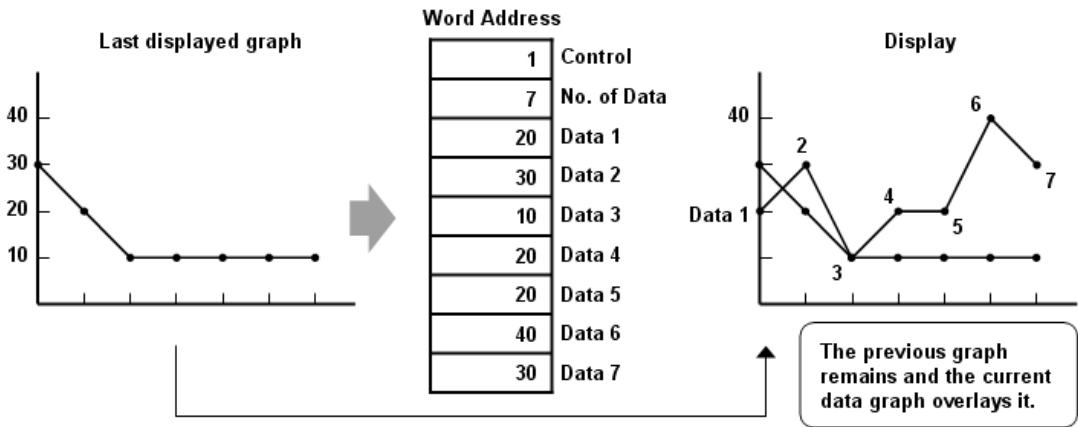 Last displayed graph
40
30
20
10
Word Address
1 Control
7 No. of Data
20 Data 1
30 Data 2
10 Data 3
20 Data 4
20 Data 5
40 Data 6
30 Data 7
Display
40
Data 1
2
3
4
5
6
7
The previous graph
remains and the current
data graph overlays it.